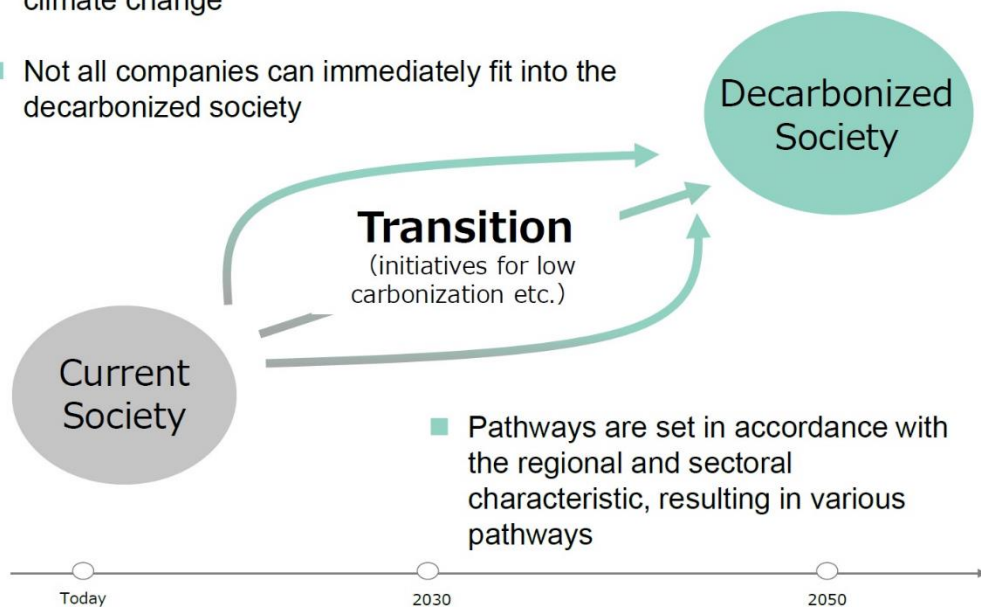 climate change
Not all companies can immediately fit into the
decarbonized society
Decarbonized
Society
Transition
(initiatives for low
carbonization etc.)
Current
Society
Pathways are set in accordance with
the regional and sectoral
characteristic, resulting in various
pathways
Today
2030
2050